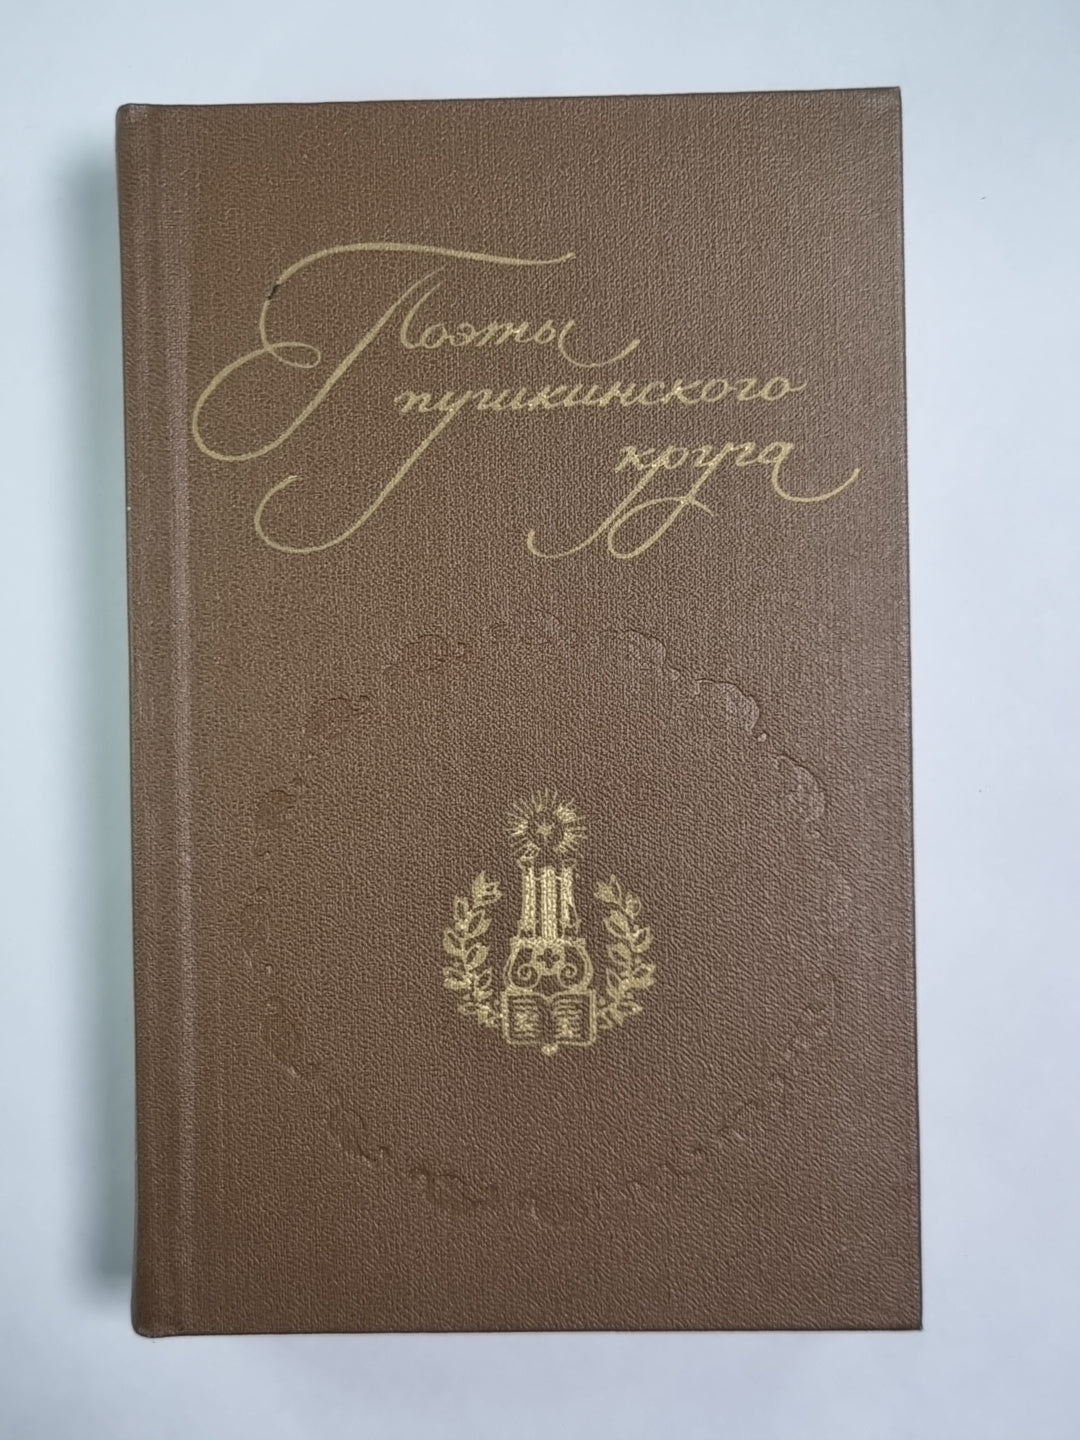 Поэты
пушкинского
круга